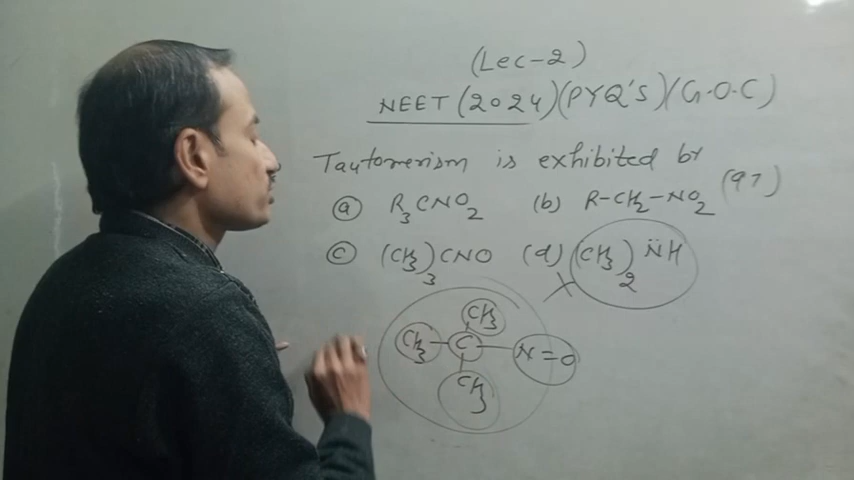 (Lec-2)
NEET (2024) (PYQ'S) (G.O.C)
Tautomerism is exhibited by
(a) R₃CNO₂ (b) R-CH₂-NO₂ (97)
(c) (CH₃)₃CNO (d) (CH₃)₂N̈H
X
CH₃
CH₃-C-N=O
CH₃